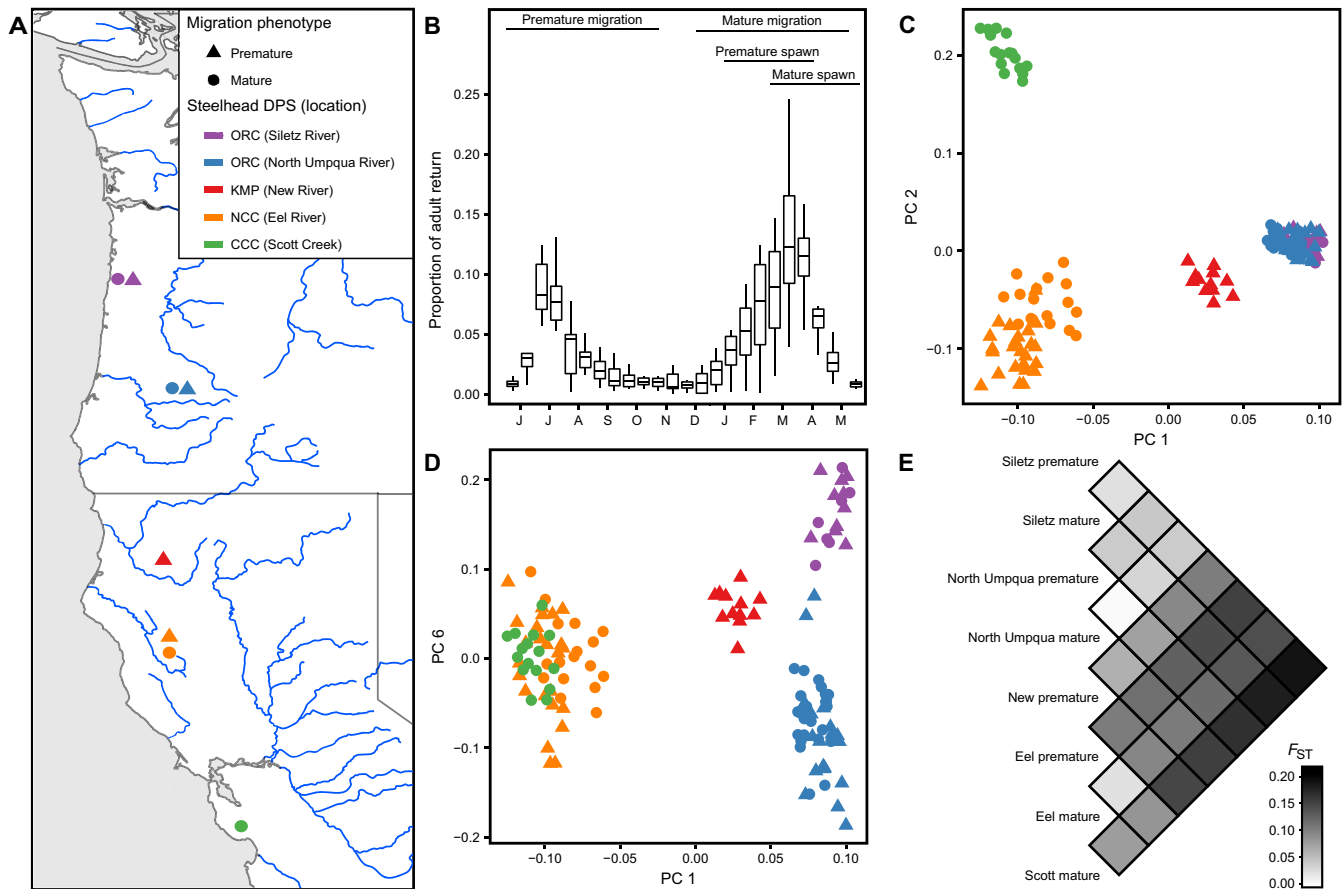 A
Migration phenotype
Premature
Mature
Steelhead DPS (location)
ORC (Siletz River)
ORC (North Umpqua River)
KMP (New River)
NCC (Eel River)
CCC (Scott Creek)
B
Premature migration
Mature migration
Premature spawn
Mature spawn
Proportion of adult return
0.25
0.20
0.15
0.10
0.05
0.00
J J A S O N D J F M A M
C
PC 2
0.2
0.1
0.0
−0.1
−0.10 −0.05 0.00 0.05 0.10
PC 1
D
PC 6
0.2
0.1
0.0
−0.1
−0.2
−0.10 −0.05 0.00 0.05 0.10
PC 1
E
Siletz premature
Siletz mature
North Umpqua premature
North Umpqua mature
New premature
Eel premature
Eel mature
Scott mature
FST
0.20
0.15
0.10
0.05
0.00